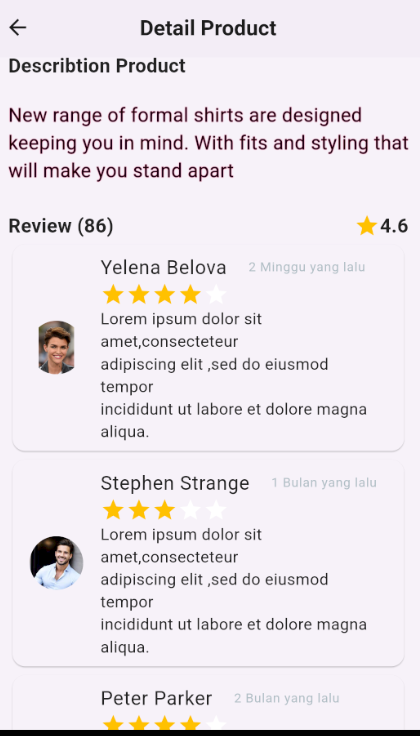 Detail Product
Describtion Product
New range of formal shirts are designed
keeping you in mind. With fits and styling that
will make you stand apart
Review (86) 4.6
Yelena Belova 2 Minggu yang lalu
Lorem ipsum dolor sit
amet,consecteteur
adipiscing elit ,sed do eiusmod
tempor
incididunt ut labore et dolore magna
aliqua.
Stephen Strange 1 Bulan yang lalu
Lorem ipsum dolor sit
amet,consecteteur
adipiscing elit ,sed do eiusmod
tempor
incididunt ut labore et dolore magna
aliqua.
Peter Parker 2 Bulan yang lalu